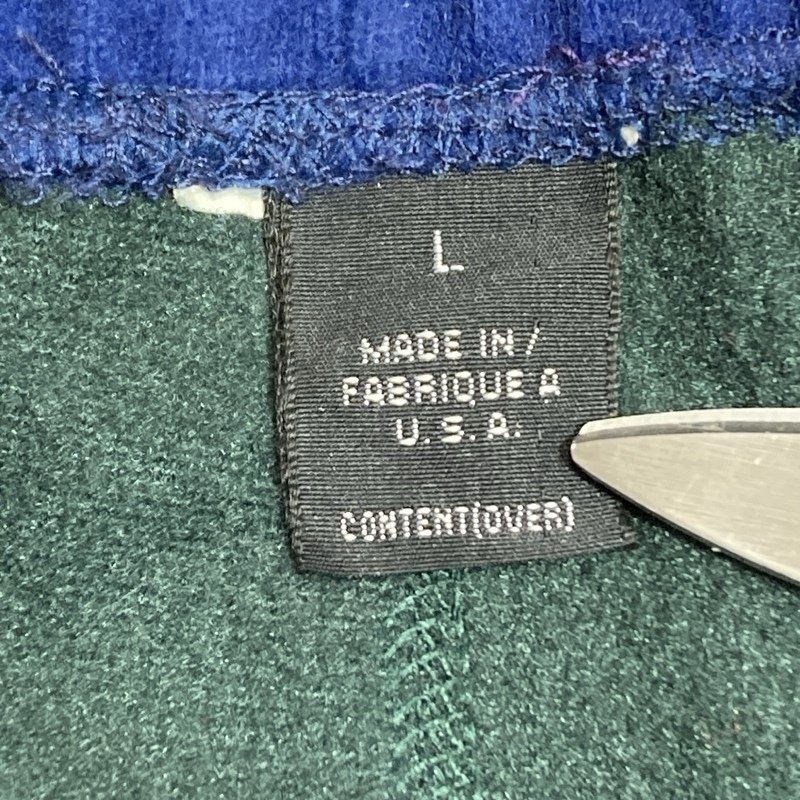 L
MADE IN /
FABRIQUE A
U.S.A.
CONTENT(OVER)